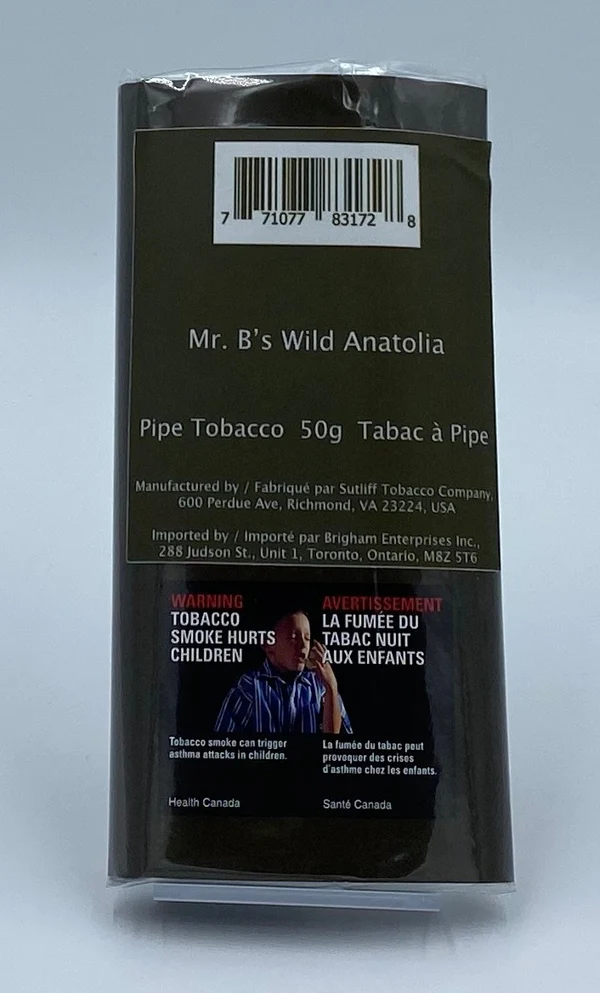 7 71077 83172 8
Mr. B's Wild Anatolia
Pipe Tobacco 50g Tabac à Pipe
Manufactured by / Fabriqué par Sutliff Tobacco Company,
600 Perdue Ave, Richmond, VA 23224, USA
Imported by / Importé par Brigham Enterprises Inc.,
288 Judson St., Unit 1, Toronto, Ontario, M8Z 5T6
WARNING
TOBACCO
SMOKE HURTS
CHILDREN
AVERTISSEMENT
LA FUMÉE DU
TABAC NUIT
AUX ENFANTS
Tobacco smoke can trigger
asthma attacks in children.
La fumée du tabac peut
provoquer des crises
d'asthme chez les enfants.
Health Canada
Santé Canada